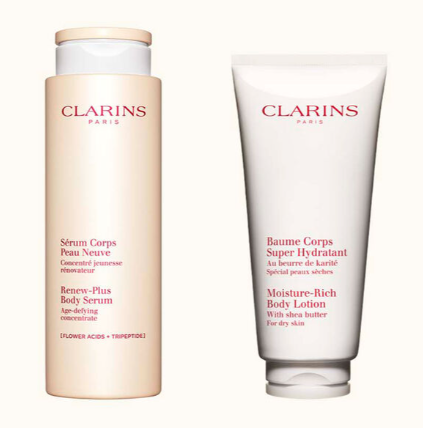 CLARINS
PARIS
Sérum Corps
Peau Neuve
Concentré jeunesse
rénovateur
Renew-Plus
Body Serum
Age-defying
concentrate
[FLOWER ACIDS + TRIPEPTIDE]
CLARINS
PARIS
Baume Corps
Super Hydratant
Au beurre de karité
Spécial peaux sèches
Moisture-Rich
Body Lotion
With shea butter
For dry skin